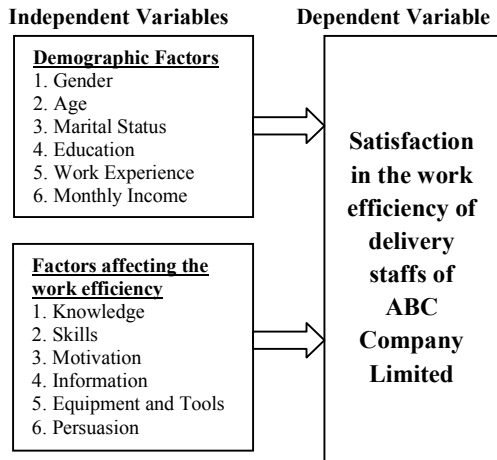 Independent Variables
Demographic Factors
1. Gender
2. Age
3. Marital Status
4. Education
5. Work Experience
6. Monthly Income
Factors affecting the
work efficiency
1. Knowledge
2. Skills
3. Motivation
4. Information
5. Equipment and Tools
6. Persuasion
Dependent Variable
Satisfaction
in the work
efficiency of
delivery
staffs of
ABC
Company
Limited